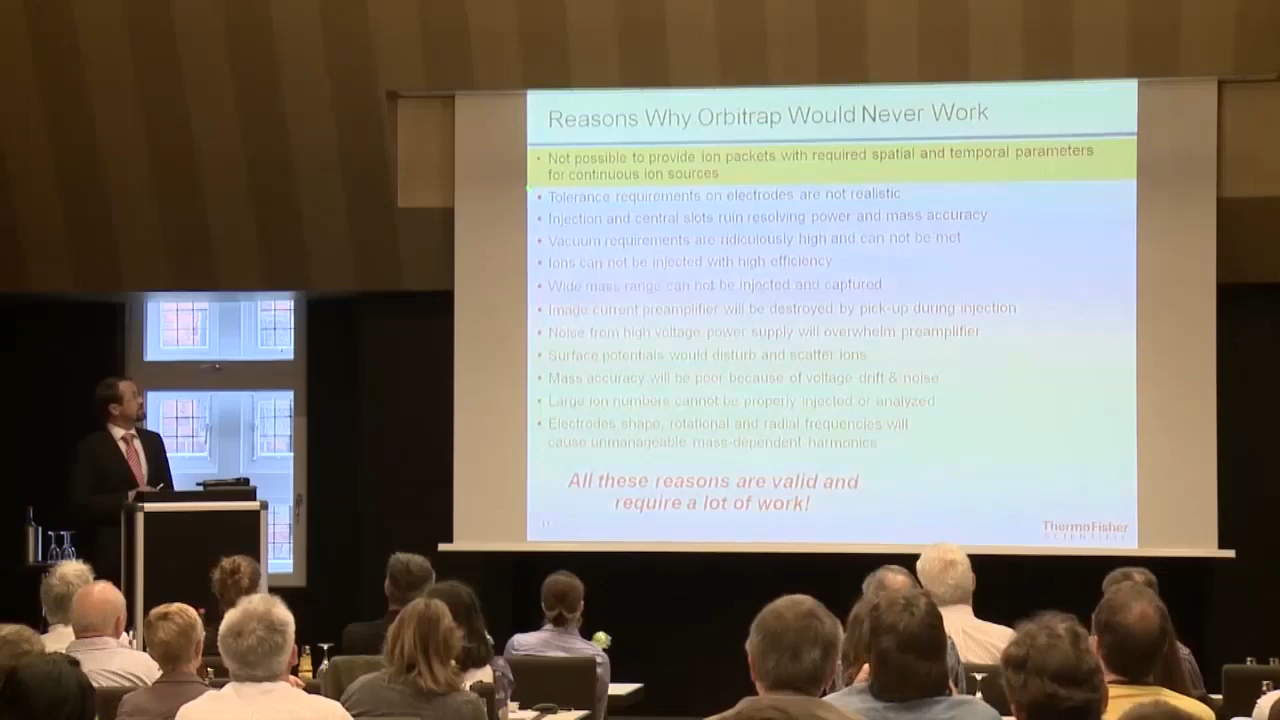 Reasons Why Orbitrap Would Never Work
• Not possible to provide ion packets with required spatial and temporal parameters
for continuous ion sources
• Tolerance requirements on electrodes are not realistic
• Injection and central slots ruin resolving power and mass accuracy
• Vacuum requirements are ridiculously high and can not be met
• Ions can not be injected with high efficiency
• Wide mass range can not be injected and captured
• Image current preamplifier will be destroyed by pick-up during injection
• Noise from high voltage power supply will overwhelm preamplifier
• Surface potentials would disturb and scatter ions
• Mass accuracy will be poor because of voltage drift & noise
• Large ion numbers cannot be properly injected or analyzed
• Electrodes shape, rotational and radial frequencies will
cause unmanageable mass-dependent harmonics
All these reasons are valid and
require a lot of work!
ThermoFisher
SCIENTIFIC